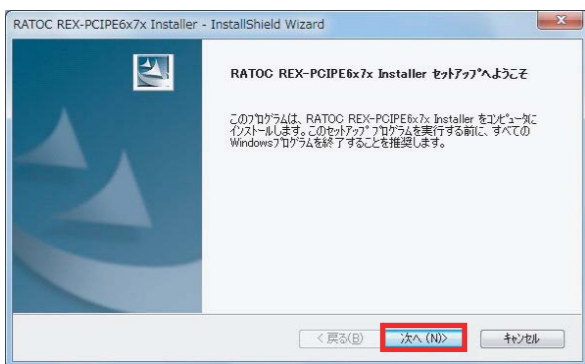 RATOC REX-PCIPE6x7x Installer - InstallShield Wizard
RATOC REX-PCIPE6x7x Installer ｾｯﾄｱｯﾌﾟへようこそ
このﾌﾟﾛｸﾞﾗﾑは、RATOC REX-PCIPE6x7x Installer をｺﾝﾋﾟｭｰﾀに
ｲﾝｽﾄｰﾙします。このｾｯﾄｱｯﾌﾟ ﾌﾟﾛｸﾞﾗﾑを実行する前に、すべての
Windowsﾌﾟﾛｸﾞﾗﾑを終了することを推奨します。
< 戻る(B) 次へ (N)> ｷｬﾝｾﾙ